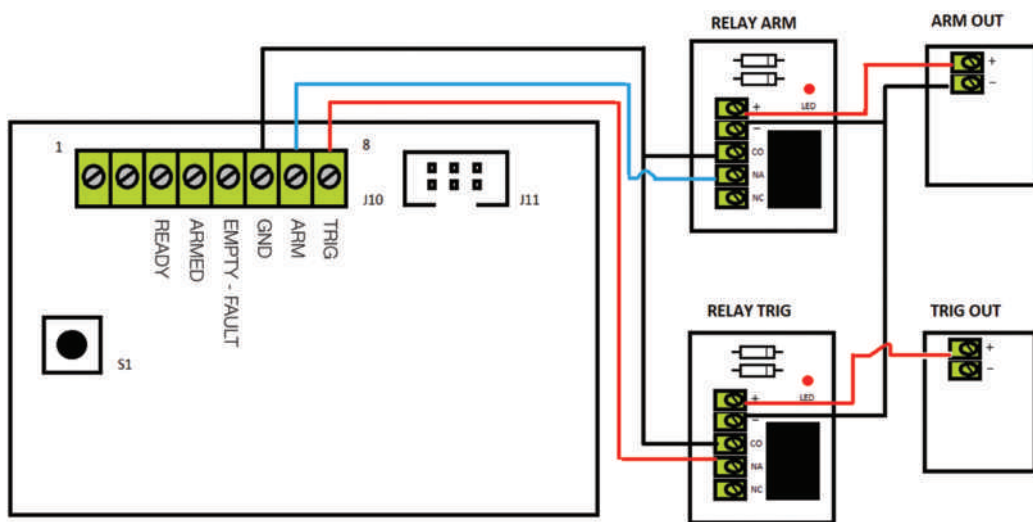 RELAY ARM
ARM OUT
+
−
LED
+
−
CO
NA
NC
1
8
J10
J11
READY
ARMED
EMPTY - FAULT
GND
ARM
TRIG
S1
RELAY TRIG
TRIG OUT
+
−
LED
+
−
CO
NA
NC